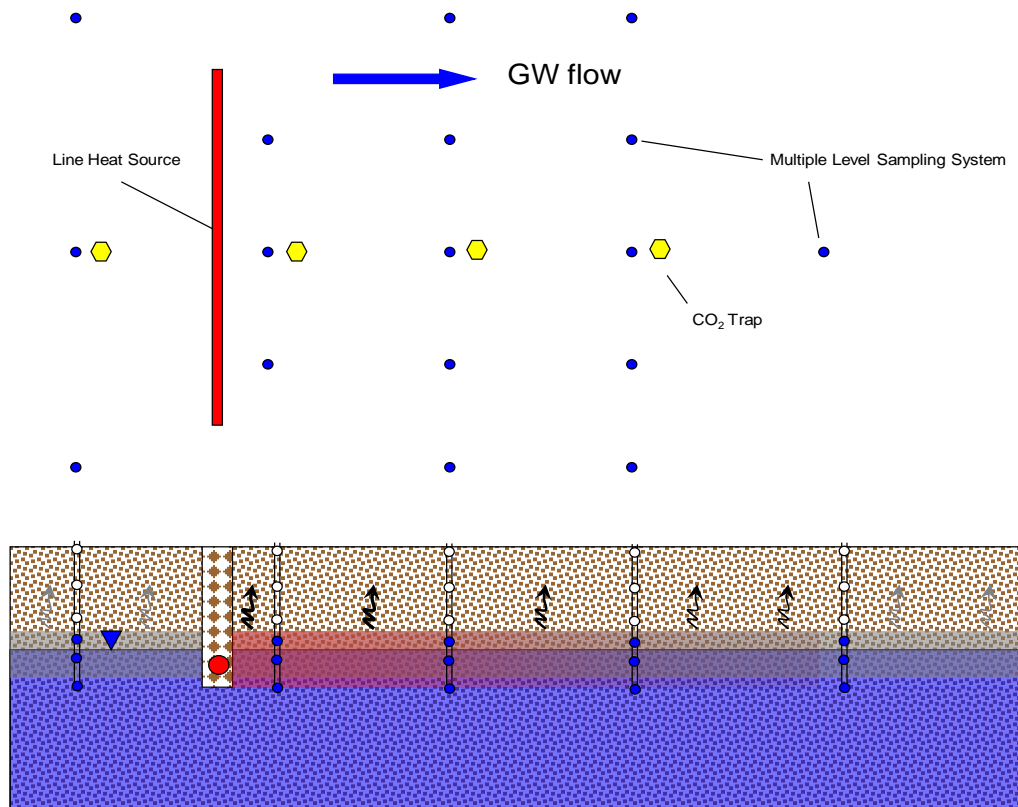 GW flow
Line Heat Source
Multiple Level Sampling System
CO₂ Trap